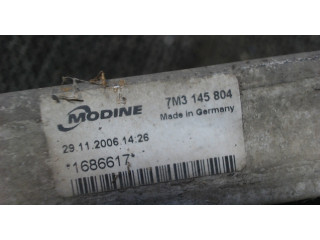 MODINE
7M3 145 804
Made in Germany
29.11.2006 14:26
*1686617*